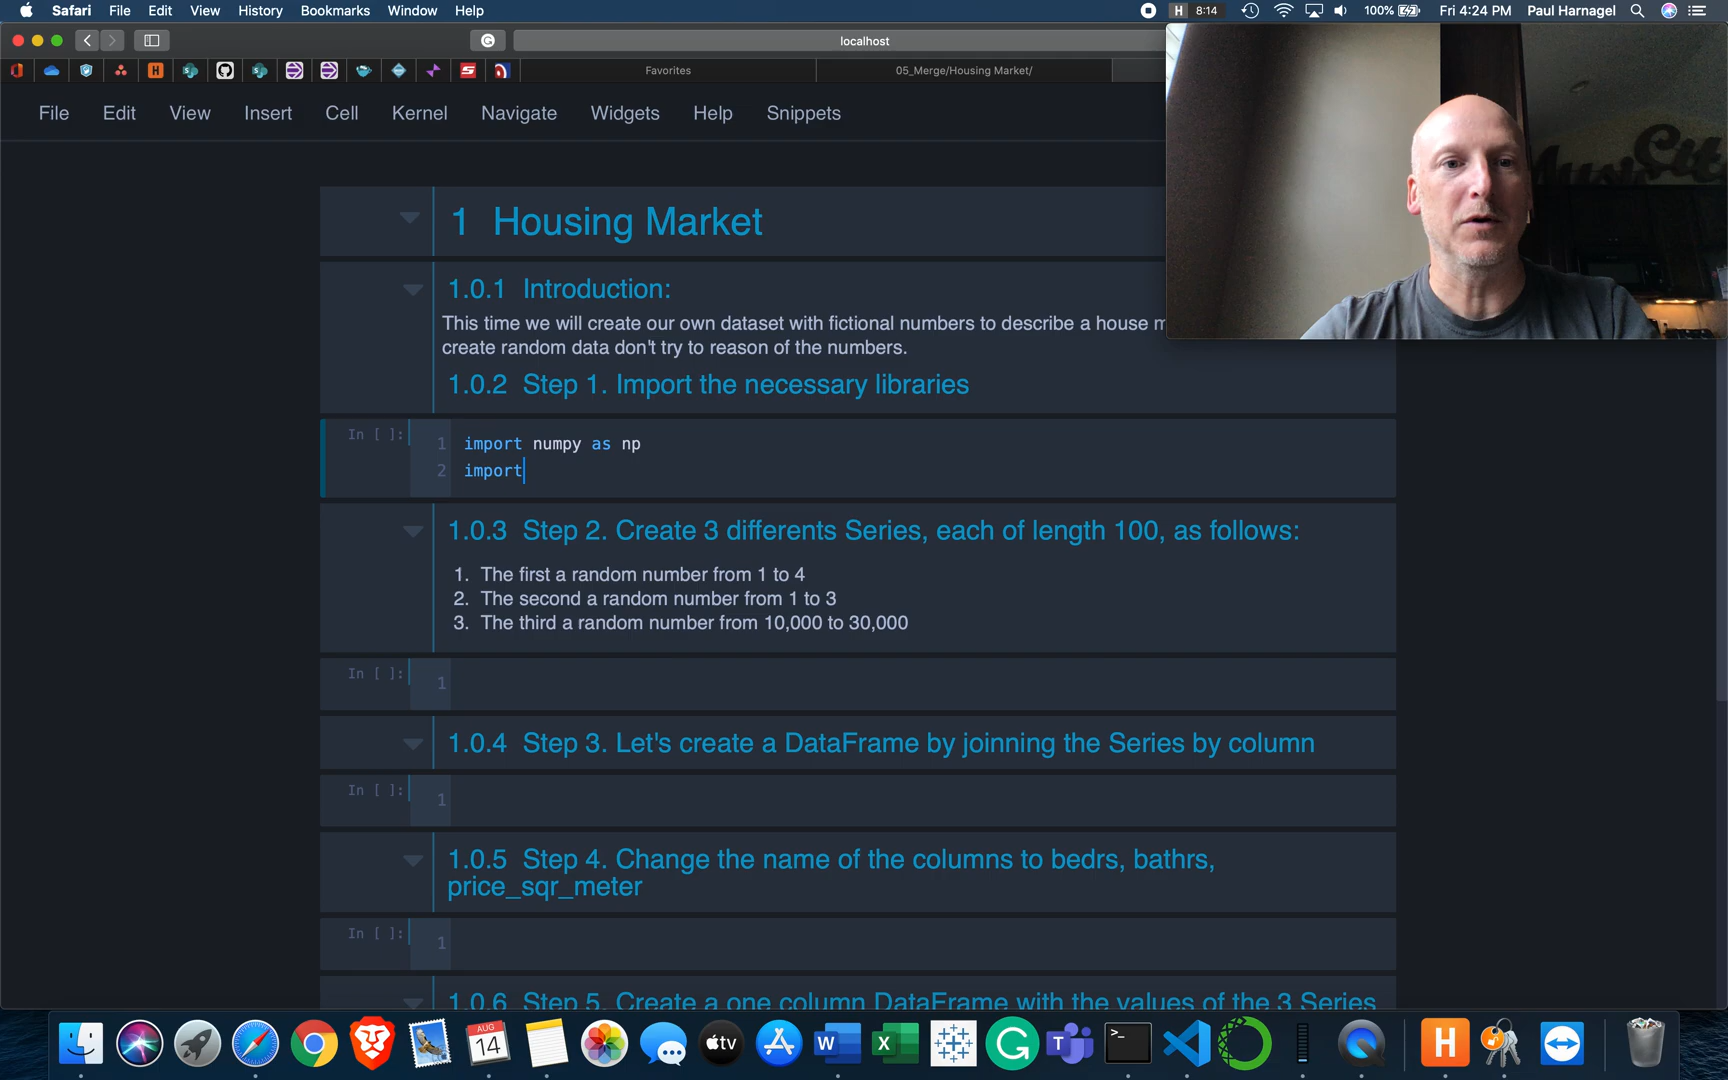 Safari File Edit View History Bookmarks Window Help H 8:14 100% Fri 4:24 PM Paul Harnagel
localhost
Favorites 05_Merge/Housing Market/
File Edit View Insert Cell Kernel Navigate Widgets Help Snippets
1 Housing Market
1.0.1 Introduction:
This time we will create our own dataset with fictional numbers to describe a house m
create random data don't try to reason of the numbers.
1.0.2 Step 1. Import the necessary libraries
In [ ]: 1 import numpy as np
2 import
1.0.3 Step 2. Create 3 differents Series, each of length 100, as follows:
1. The first a random number from 1 to 4
2. The second a random number from 1 to 3
3. The third a random number from 10,000 to 30,000
In [ ]: 1
1.0.4 Step 3. Let's create a DataFrame by joinning the Series by column
In [ ]: 1
1.0.5 Step 4. Change the name of the columns to bedrs, bathrs,
price_sqr_meter
In [ ]: 1
1.0.6 Step 5. Create a one column DataFrame with the values of the 3 Series
AUG
14
tv
W
X
G
T
>_
H